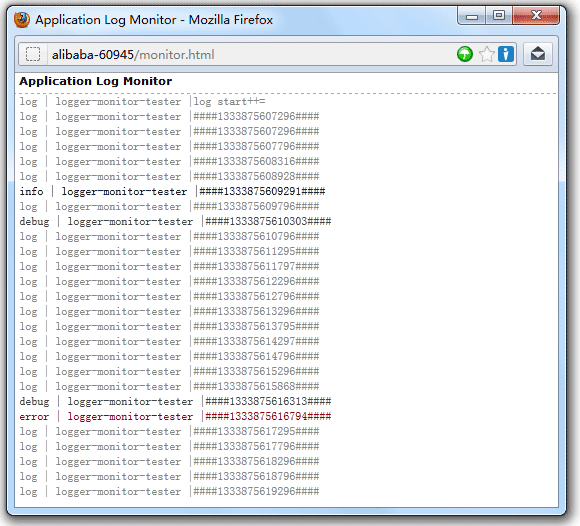 Application Log Monitor - Mozilla Firefox
alibaba-60945/monitor.html
Application Log Monitor
log | logger-monitor-tester |log start++=
log | logger-monitor-tester |####1333875607296####
log | logger-monitor-tester |####1333875607296####
log | logger-monitor-tester |####1333875607796####
log | logger-monitor-tester |####1333875608316####
log | logger-monitor-tester |####1333875608928####
info | logger-monitor-tester |####1333875609291####
log | logger-monitor-tester |####1333875609796####
debug | logger-monitor-tester |####1333875610303####
log | logger-monitor-tester |####1333875610796####
log | logger-monitor-tester |####1333875611295####
log | logger-monitor-tester |####1333875611797####
log | logger-monitor-tester |####1333875612296####
log | logger-monitor-tester |####1333875612796####
log | logger-monitor-tester |####1333875613296####
log | logger-monitor-tester |####1333875613795####
log | logger-monitor-tester |####1333875614297####
log | logger-monitor-tester |####1333875614796####
log | logger-monitor-tester |####1333875615296####
log | logger-monitor-tester |####1333875615868####
debug | logger-monitor-tester |####1333875616313####
error | logger-monitor-tester |####1333875616794####
log | logger-monitor-tester |####1333875617295####
log | logger-monitor-tester |####1333875617796####
log | logger-monitor-tester |####1333875618296####
log | logger-monitor-tester |####1333875618796####
log | logger-monitor-tester |####1333875619296####